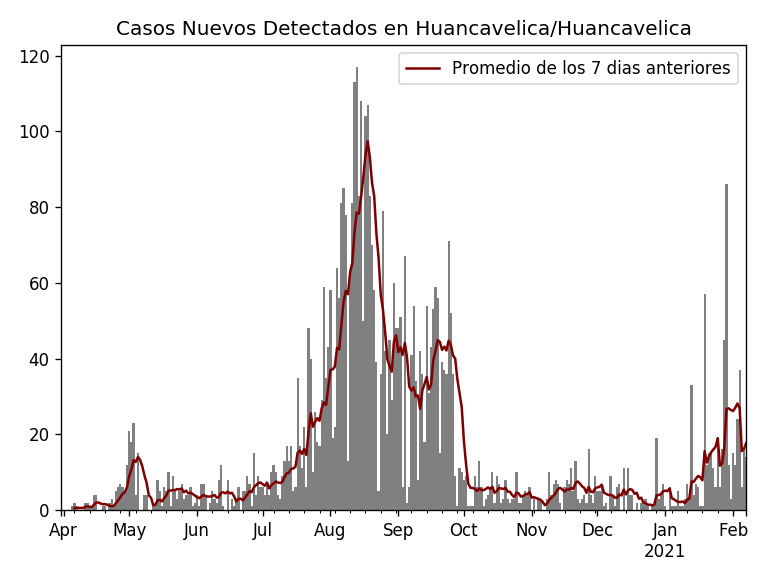 Casos Nuevos Detectados en Huancavelica/Huancavelica
Promedio de los 7 dias anteriores
120
100
80
60
40
20
0
Apr May Jun Jul Aug Sep Oct Nov Dec Jan Feb
2021